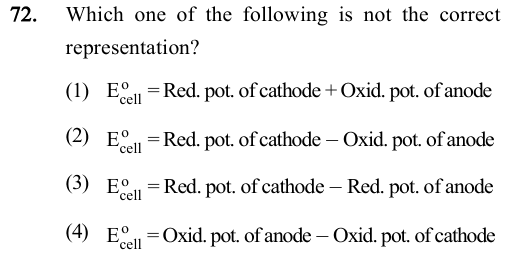 72. Which one of the following is not the correct
representation?
(1) E°cell = Red. pot. of cathode + Oxid. pot. of anode
(2) E°cell = Red. pot. of cathode – Oxid. pot. of anode
(3) E°cell = Red. pot. of cathode – Red. pot. of anode
(4) E°cell = Oxid. pot. of anode – Oxid. pot. of cathode